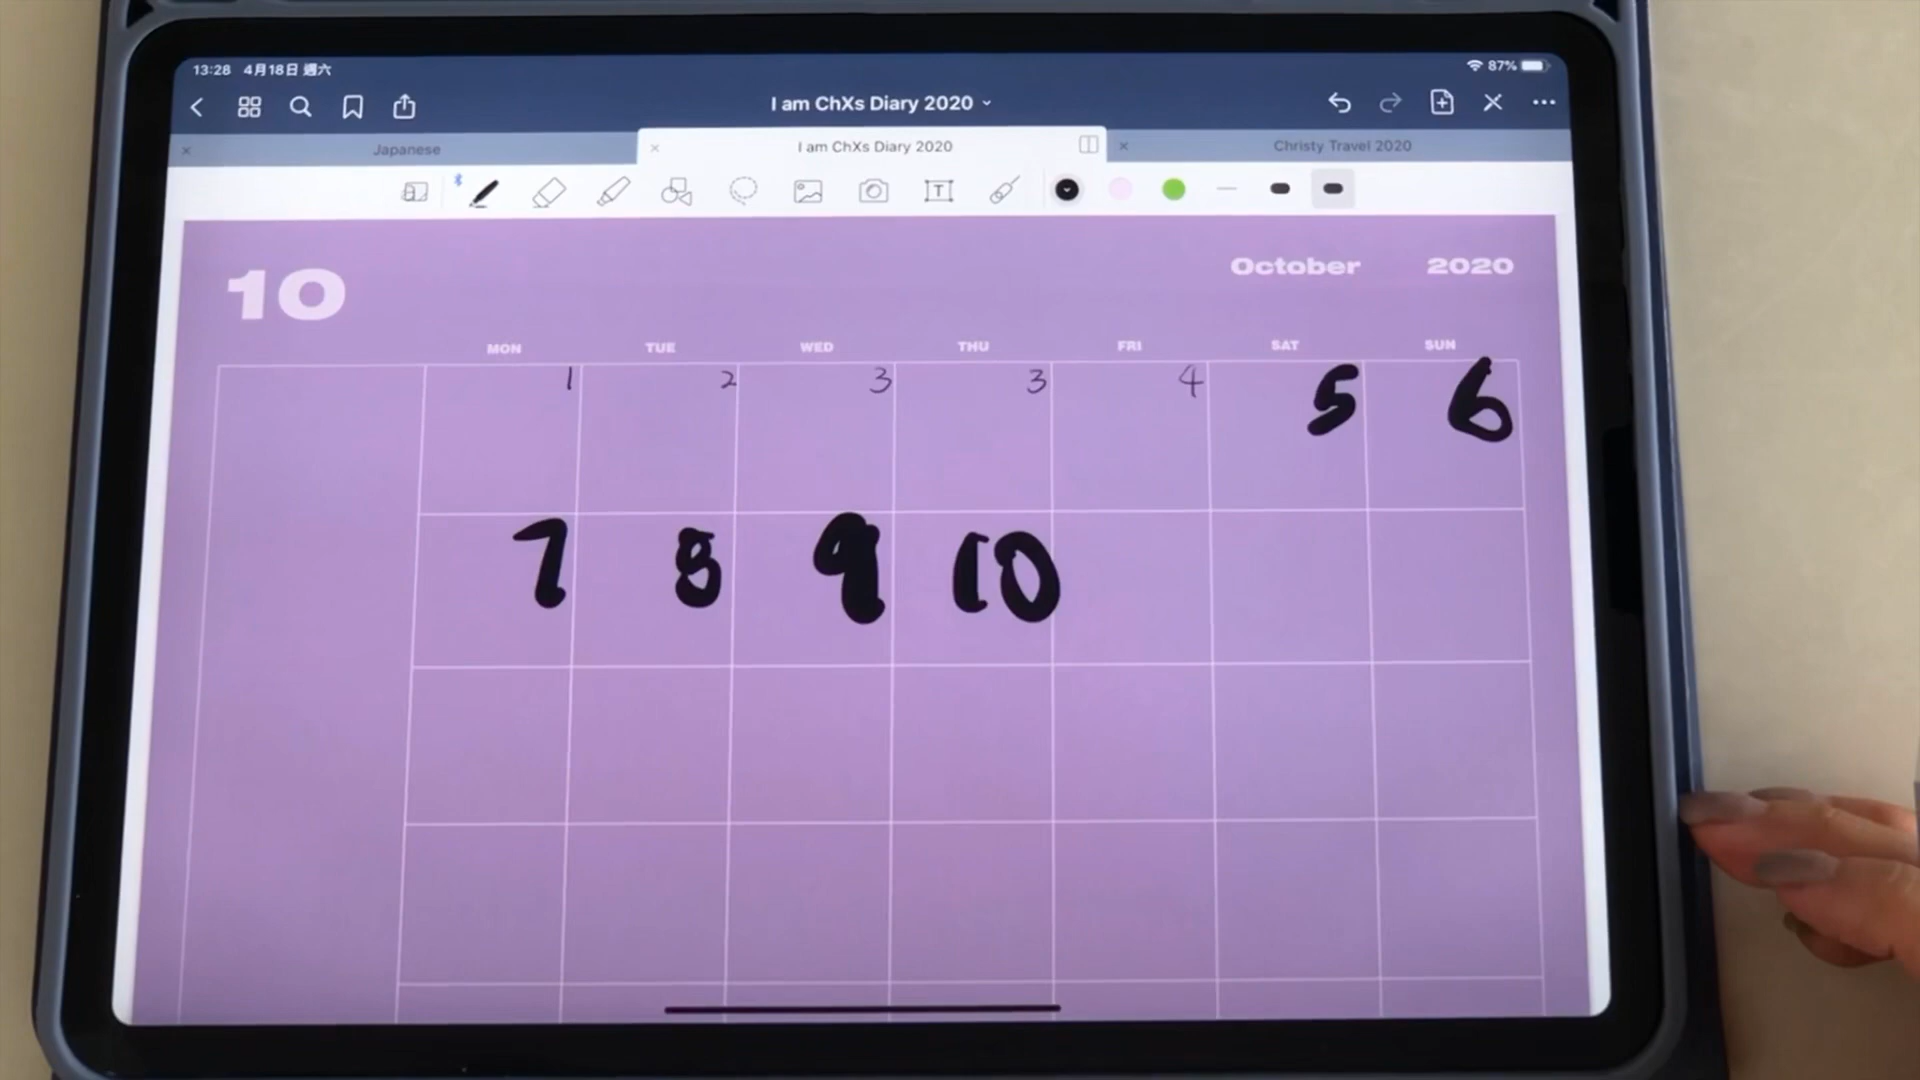 13:28 4月18日 週六 87%
I am ChXs Diary 2020
Japanese I am ChXs Diary 2020 Christy Travel 2020
T
10 October 2020
MON TUE WED THU FRI SAT SUN
1 2 3 3 4 5 6
7 8 9 10